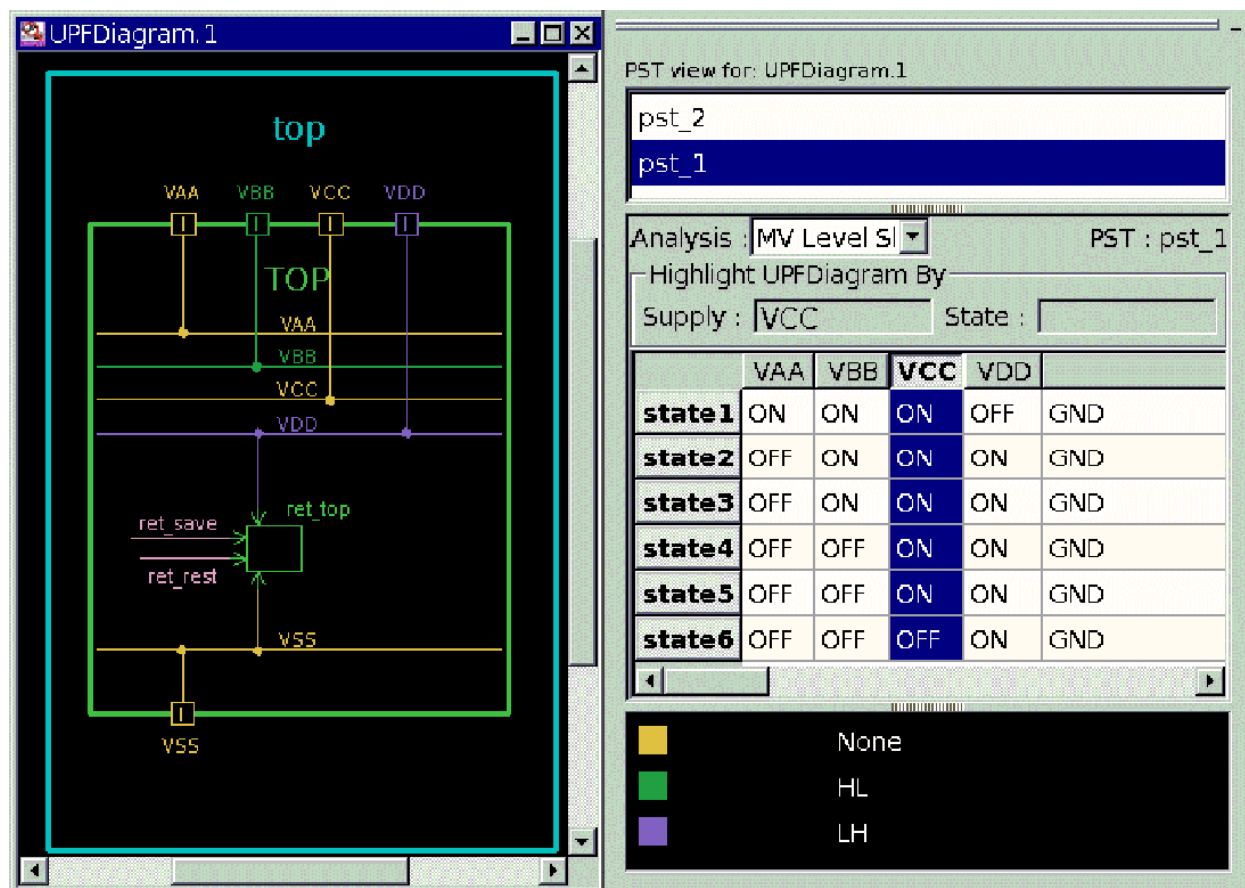 UPFDiagram.1
top
VAA VBB VCC VDD
TOP
VAA
VBB
VCC
VDD
ret_save
ret_top
ret_rest
VSS
VSS
PST view for: UPFDiagram.1
pst_2
pst_1
Analysis : MV Level Sl PST : pst_1
Highlight UPFDiagram By
Supply : VCC State :
VAA VBB VCC VDD
state1 ON ON ON OFF GND
state2 OFF ON ON ON GND
state3 OFF ON ON ON GND
state4 OFF OFF ON ON GND
state5 OFF OFF ON ON GND
state6 OFF OFF OFF ON GND
None
HL
LH